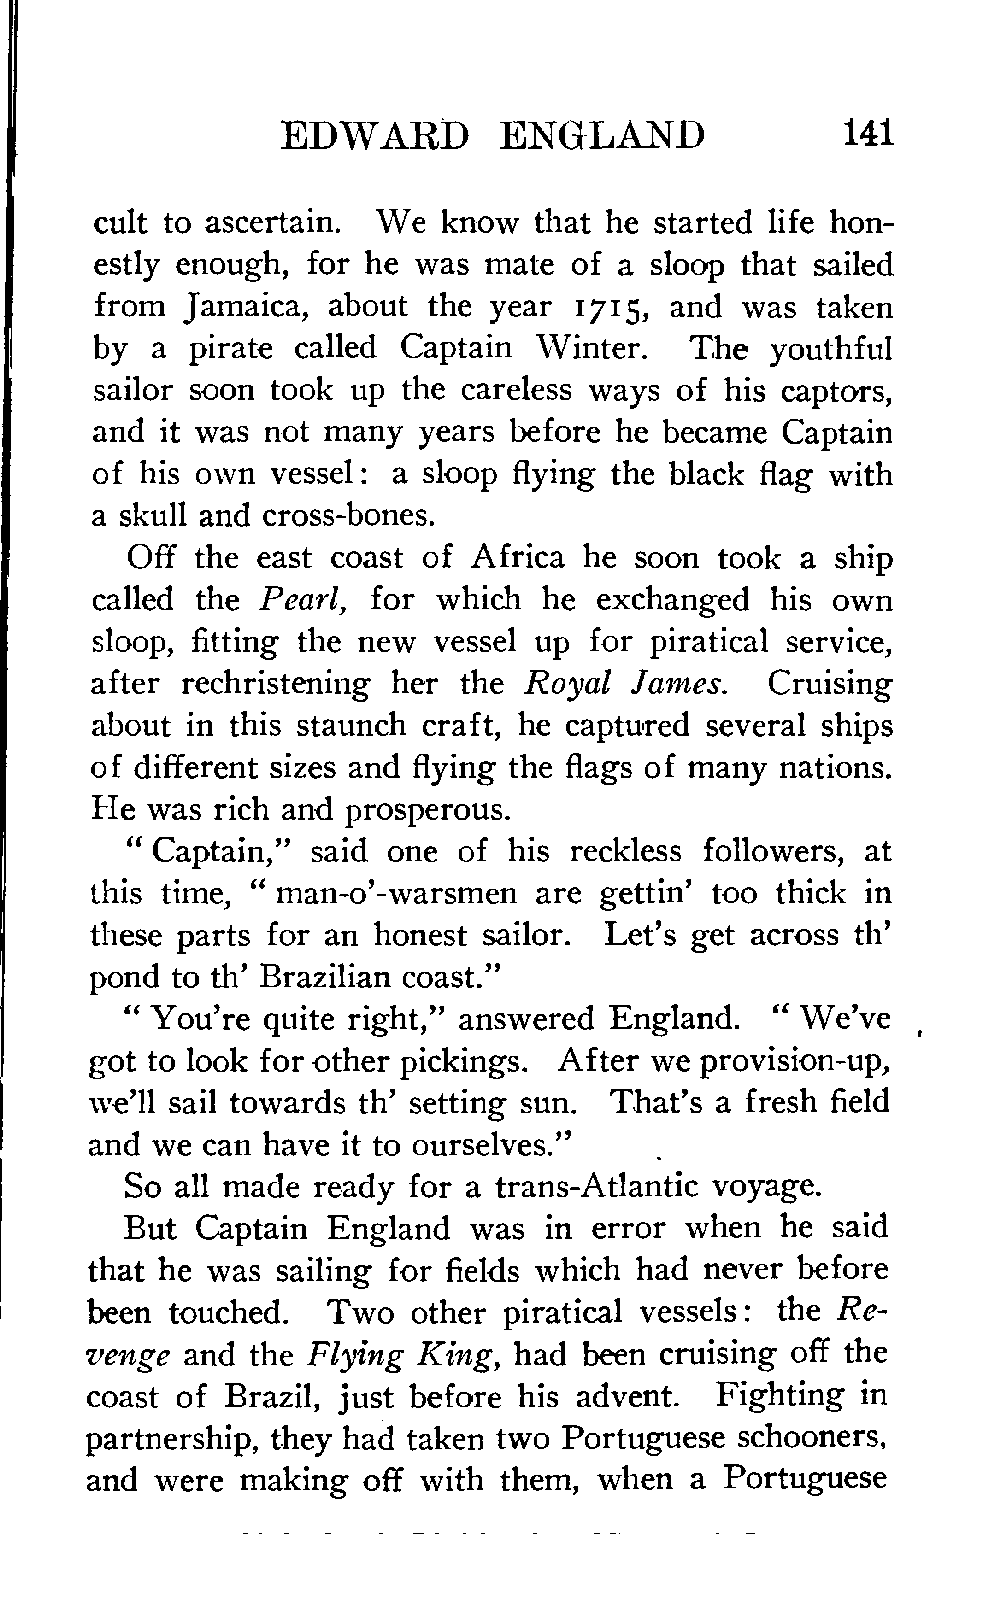 EDWARD ENGLAND 141
cult to ascertain. We know that he started life hon-
estly enough, for he was mate of a sloop that sailed
from Jamaica, about the year 1715, and was taken
by a pirate called Captain Winter. The youthful
sailor soon took up the careless ways of his captors,
and it was not many years before he became Captain
of his own vessel: a sloop flying the black flag with
a skull and cross-bones.
Off the east coast of Africa he soon took a ship
called the Pearl, for which he exchanged his own
sloop, fitting the new vessel up for piratical service,
after rechristening her the Royal James. Cruising
about in this staunch craft, he captured several ships
of different sizes and flying the flags of many nations.
He was rich and prosperous.
“ Captain,” said one of his reckless followers, at
this time, “ man-o’-warsmen are gettin’ too thick in
these parts for an honest sailor. Let’s get across th’
pond to th’ Brazilian coast.”
“ You’re quite right,” answered England. “ We’ve
got to look for other pickings. After we provision-up,
we’ll sail towards th’ setting sun. That’s a fresh field
and we can have it to ourselves.”
So all made ready for a trans-Atlantic voyage.
But Captain England was in error when he said
that he was sailing for fields which had never before
been touched. Two other piratical vessels: the Re-
venge and the Flying King, had been cruising off the
coast of Brazil, just before his advent. Fighting in
partnership, they had taken two Portuguese schooners,
and were making off with them, when a Portuguese